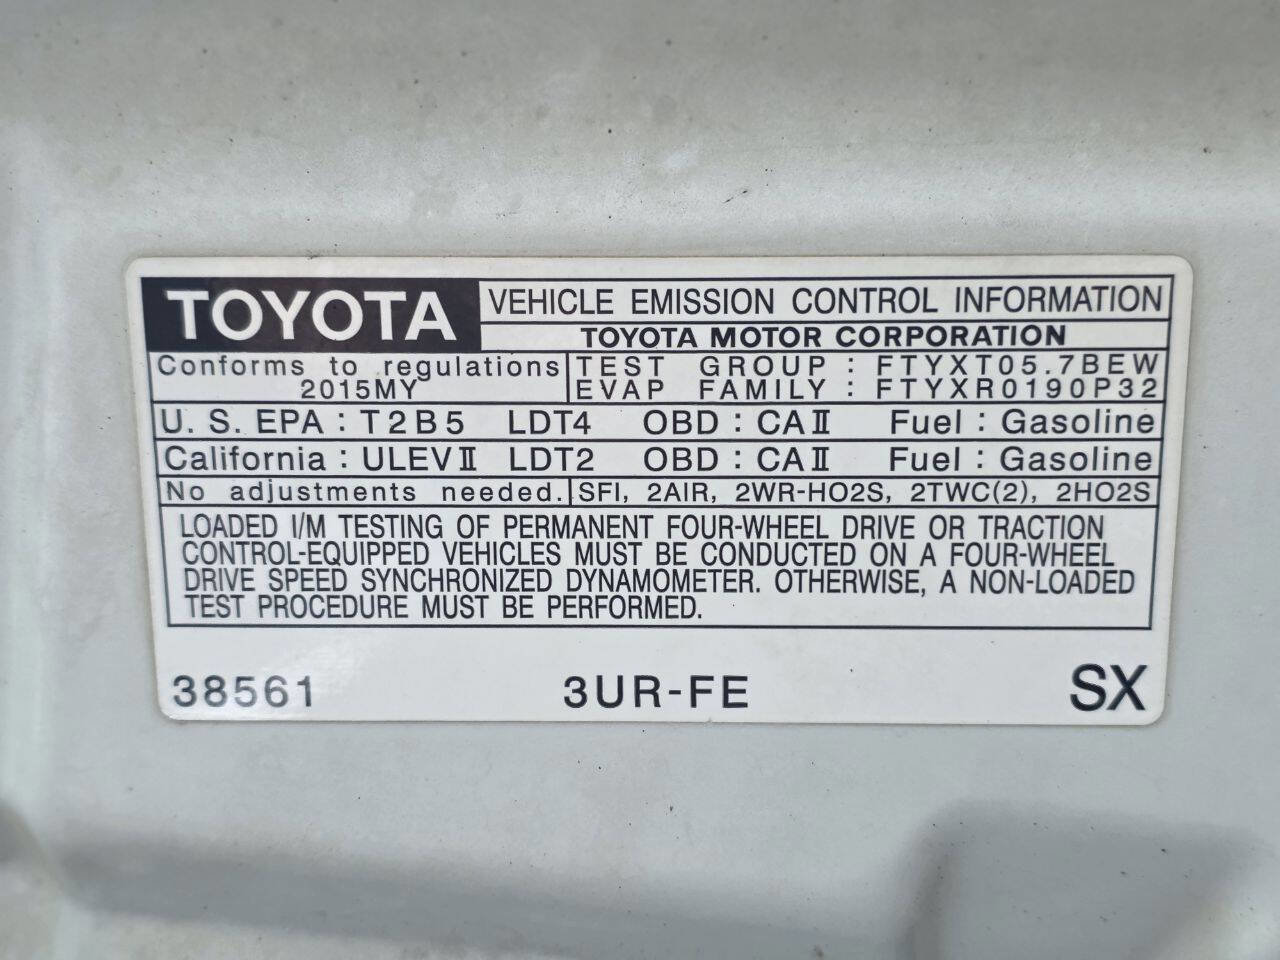 TOYOTA
VEHICLE EMISSION CONTROL INFORMATION
TOYOTA MOTOR CORPORATION
Conforms to regulations
2015MY
TEST GROUP : FTYXT05.7BEW
EVAP FAMILY : FTYXR0190P32
U. S. EPA : T2B5 LDT4 OBD : CAⅡ Fuel : Gasoline
California : ULEVⅡ LDT2 OBD : CAⅡ Fuel : Gasoline
No adjustments needed. SFI, 2AIR, 2WR-HO2S, 2TWC(2), 2HO2S
LOADED I/M TESTING OF PERMANENT FOUR-WHEEL DRIVE OR TRACTION
CONTROL-EQUIPPED VEHICLES MUST BE CONDUCTED ON A FOUR-WHEEL
DRIVE SPEED SYNCHRONIZED DYNAMOMETER. OTHERWISE, A NON-LOADED
TEST PROCEDURE MUST BE PERFORMED.
38561 3UR-FE SX